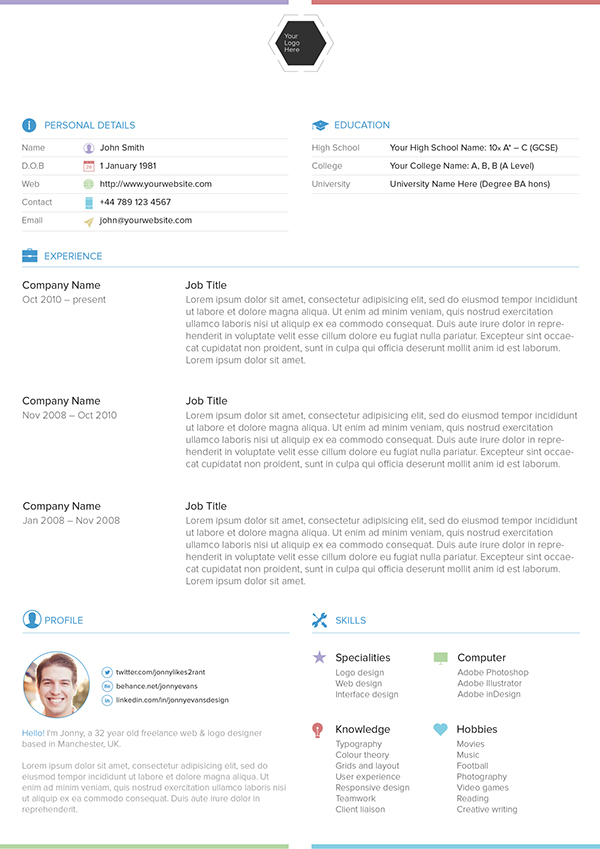 Your
Logo
Here
PERSONAL DETAILS
Name John Smith
D.O.B 1 January 1981
Web http://www.yourwebsite.com
Contact +44 789 123 4567
Email john@yourwebsite.com
EDUCATION
High School Your High School Name: 10x A* – C (GCSE)
College Your College Name: A, B, B (A Level)
University University Name Here (Degree BA hons)
EXPERIENCE
Company Name
Oct 2010 – present
Job Title
Lorem ipsum dolor sit amet, consectetur adipisicing elit, sed do eiusmod tempor incididunt
ut labore et dolore magna aliqua. Ut enim ad minim veniam, quis nostrud exercitation
ullamco laboris nisi ut exercitation ea commodo consequat. Duis aute irure dolor in repre-
henderit in voluptate velit esse cillum dolore eu fugiat nulla pariatur. Excepteur sint occae-
cat cupidatat non proident, sunt in culpa qui officia deserunt mollit anim id est laborum.
Lorem ipsum dolor sit amet.
Company Name
Nov 2008 – Oct 2010
Job Title
Lorem ipsum dolor sit amet, consectetur adipisicing elit, sed do eiusmod tempor incididunt
ut labore et dolore magna aliqua. Ut enim ad minim veniam, quis nostrud exercitation
ullamco laboris nisi ut aliquip ex ea commodo consequat. Duis aute irure dolor in repre-
henderit in voluptate velit esse cillum dolore eu fugiat nulla pariatur. Excepteur sint occae-
cat cupidatat non proident, sunt in culpa qui officia deserunt mollit anim id est laborum.
Company Name
Jan 2008 – Nov 2008
Job Title
Lorem ipsum dolor sit amet, consectetur adipisicing elit, sed do eiusmod tempor incididunt
ut labore et dolore magna aliqua. Ut enim ad minim veniam, quis nostrud exercitation
ullamco laboris nisi ut aliquip ex ea commodo consequat. Duis aute irure dolor in repre-
henderit in voluptate velit esse cillum dolore eu fugiat nulla pariatur. Excepteur sint occae-
cat cupidatat non proident, sunt in culpa qui officia deserunt mollit anim id est laborum.
Lorem ipsum dolor sit amet.
PROFILE
twitter.com/jonnylikes2rant
Bē behance.net/jonnyevans
in linkedin.com/in/jonnyevansdesign
Hello! I'm Jonny, a 32 year old freelance web & logo designer
based in Manchester, UK.
Lorem ipsum dolor sit amet, consectetur adipisicing elit, sed do
eiusmod tempor incididunt ut labore et dolore magna aliqua. Ut
enim ad minim veniam, quis nostrud exercitation ullamco laboris
nisi ut aliquip ex ea commodo consequat. Duis aute irure dolor in
reprehenderit.
SKILLS
Specialities
Logo design
Web design
Interface design
Computer
Adobe Photoshop
Adobe Illustrator
Adobe inDesign
Knowledge
Typography
Colour theory
Grids and layout
User experience
Responsive design
Teamwork
Client liaison
Hobbies
Movies
Music
Football
Photography
Video games
Reading
Creative writing